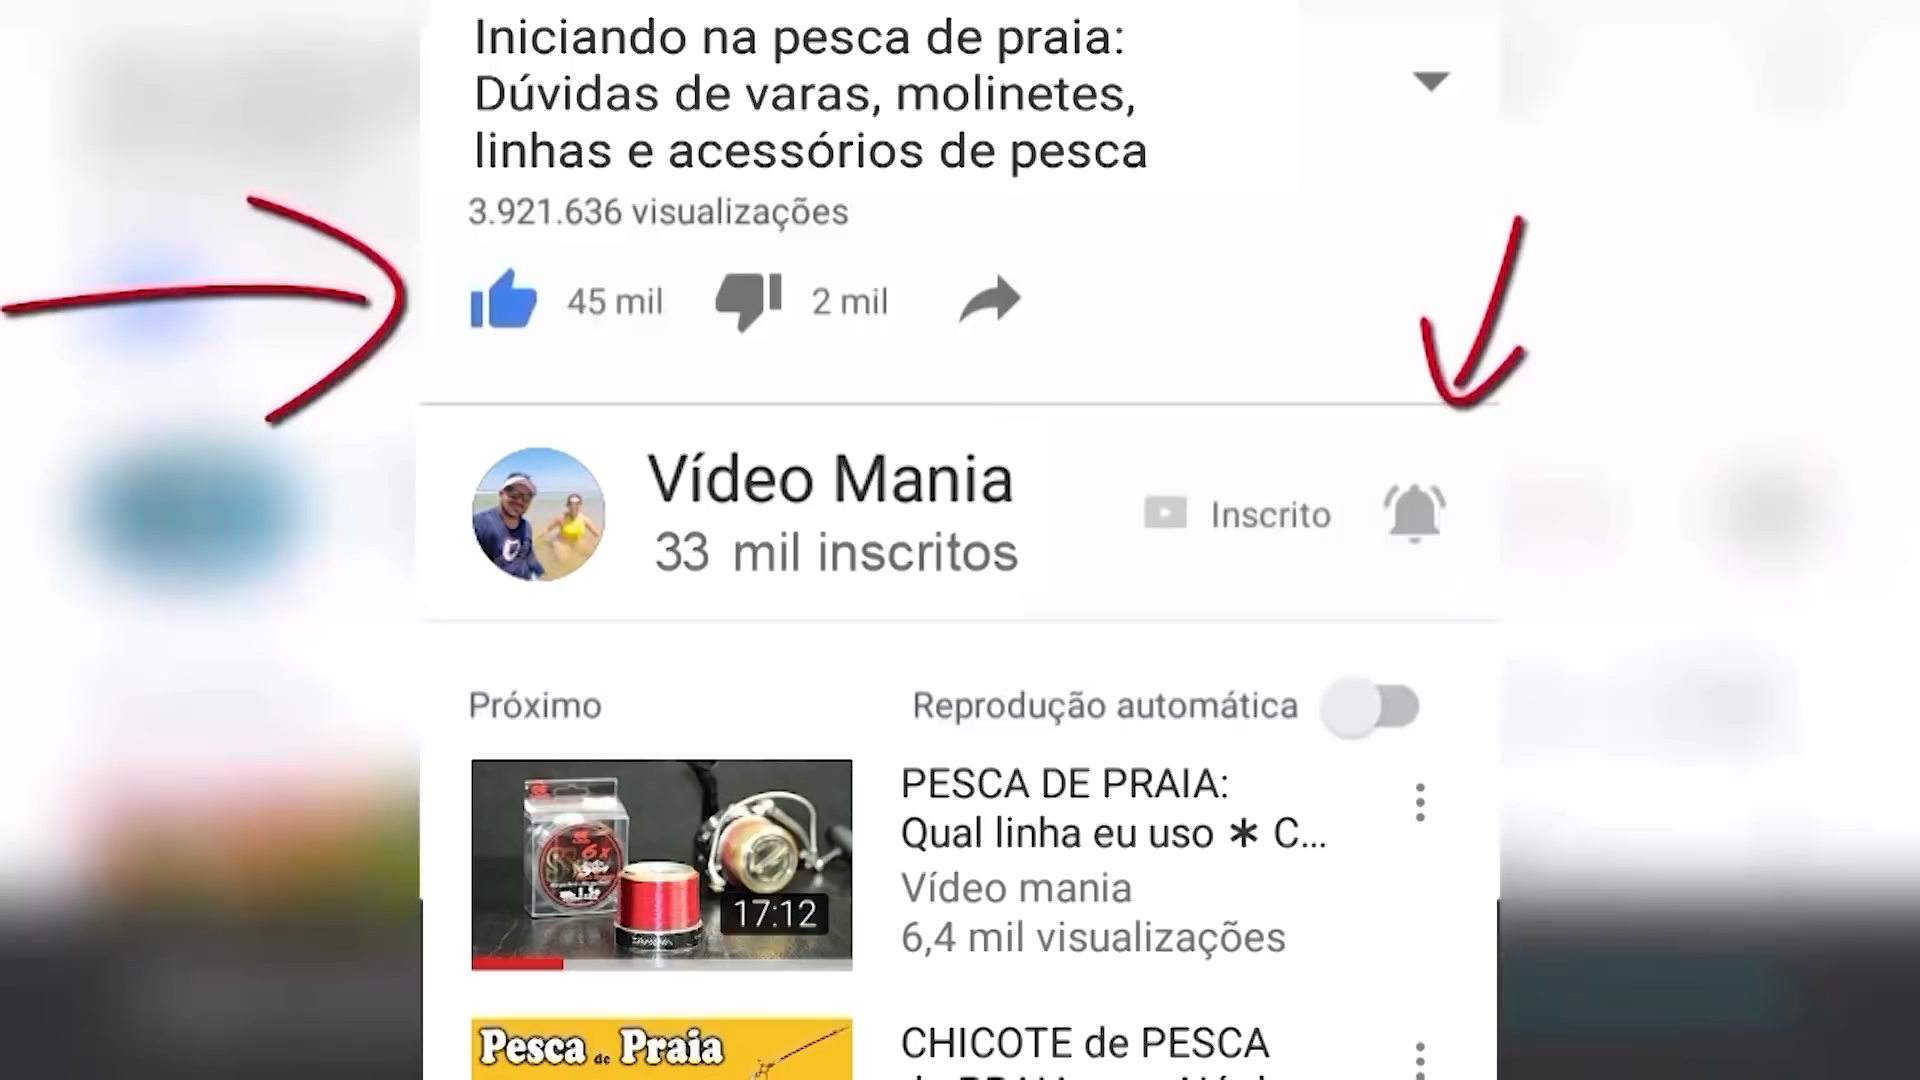 Iniciando na pesca de praia:
Dúvidas de varas, molinetes,
linhas e acessórios de pesca
3.921.636 visualizações
45 mil
2 mil
Vídeo Mania
33 mil inscritos
Inscrito
Próximo
Reprodução automática
PESCA DE PRAIA:
Qual linha eu uso ∗ C...
Vídeo mania
6,4 mil visualizações
6x
17:12
Pesca de Praia
CHICOTE de PESCA